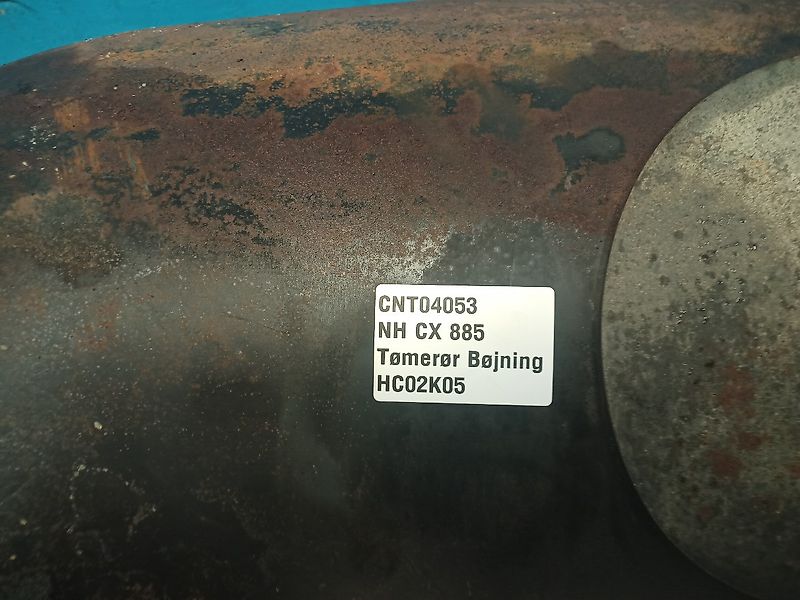 CNT04053
NH CX 885
Tømerør Bøjning
HC02K05